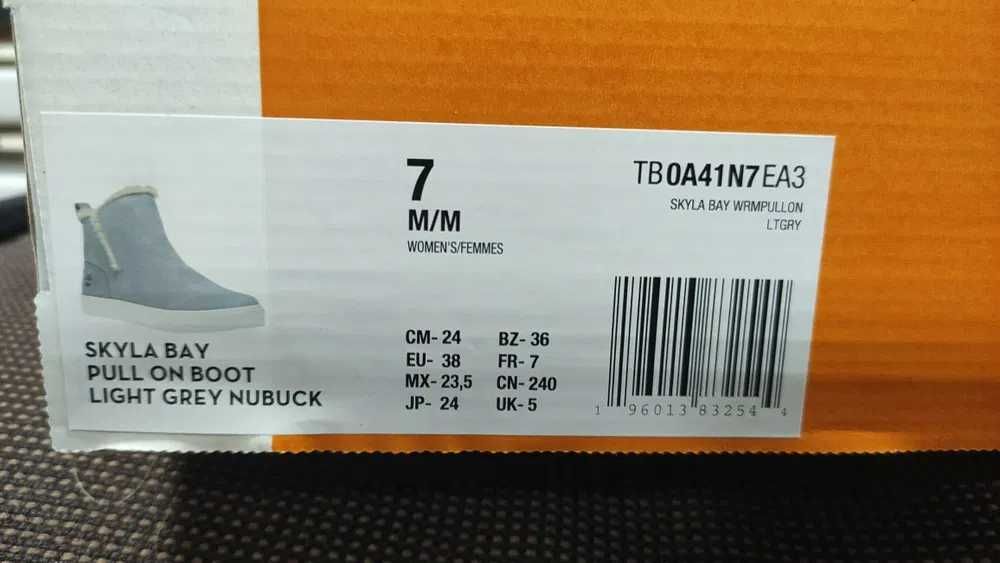 7
M/M
WOMEN'S/FEMMES
TB0A41N7EA3
SKYLA BAY WRMPULLON
LTGRY
SKYLA BAY
PULL ON BOOT
LIGHT GREY NUBUCK
CM- 24 BZ- 36
EU- 38 FR- 7
MX- 23,5 CN- 240
JP- 24 UK- 5
1 96013 83254 4